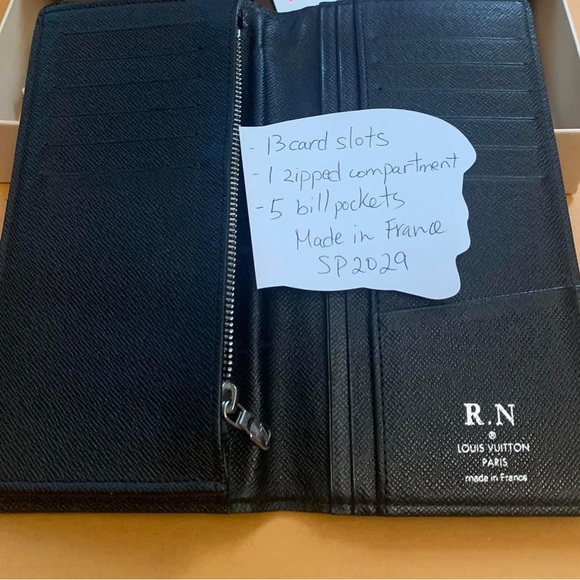 - 13 card slots
- 1 zipped compartment
- 5 bill pockets
Made in France
SP2029
R.N
®
LOUIS VUITTON
PARIS
made in France